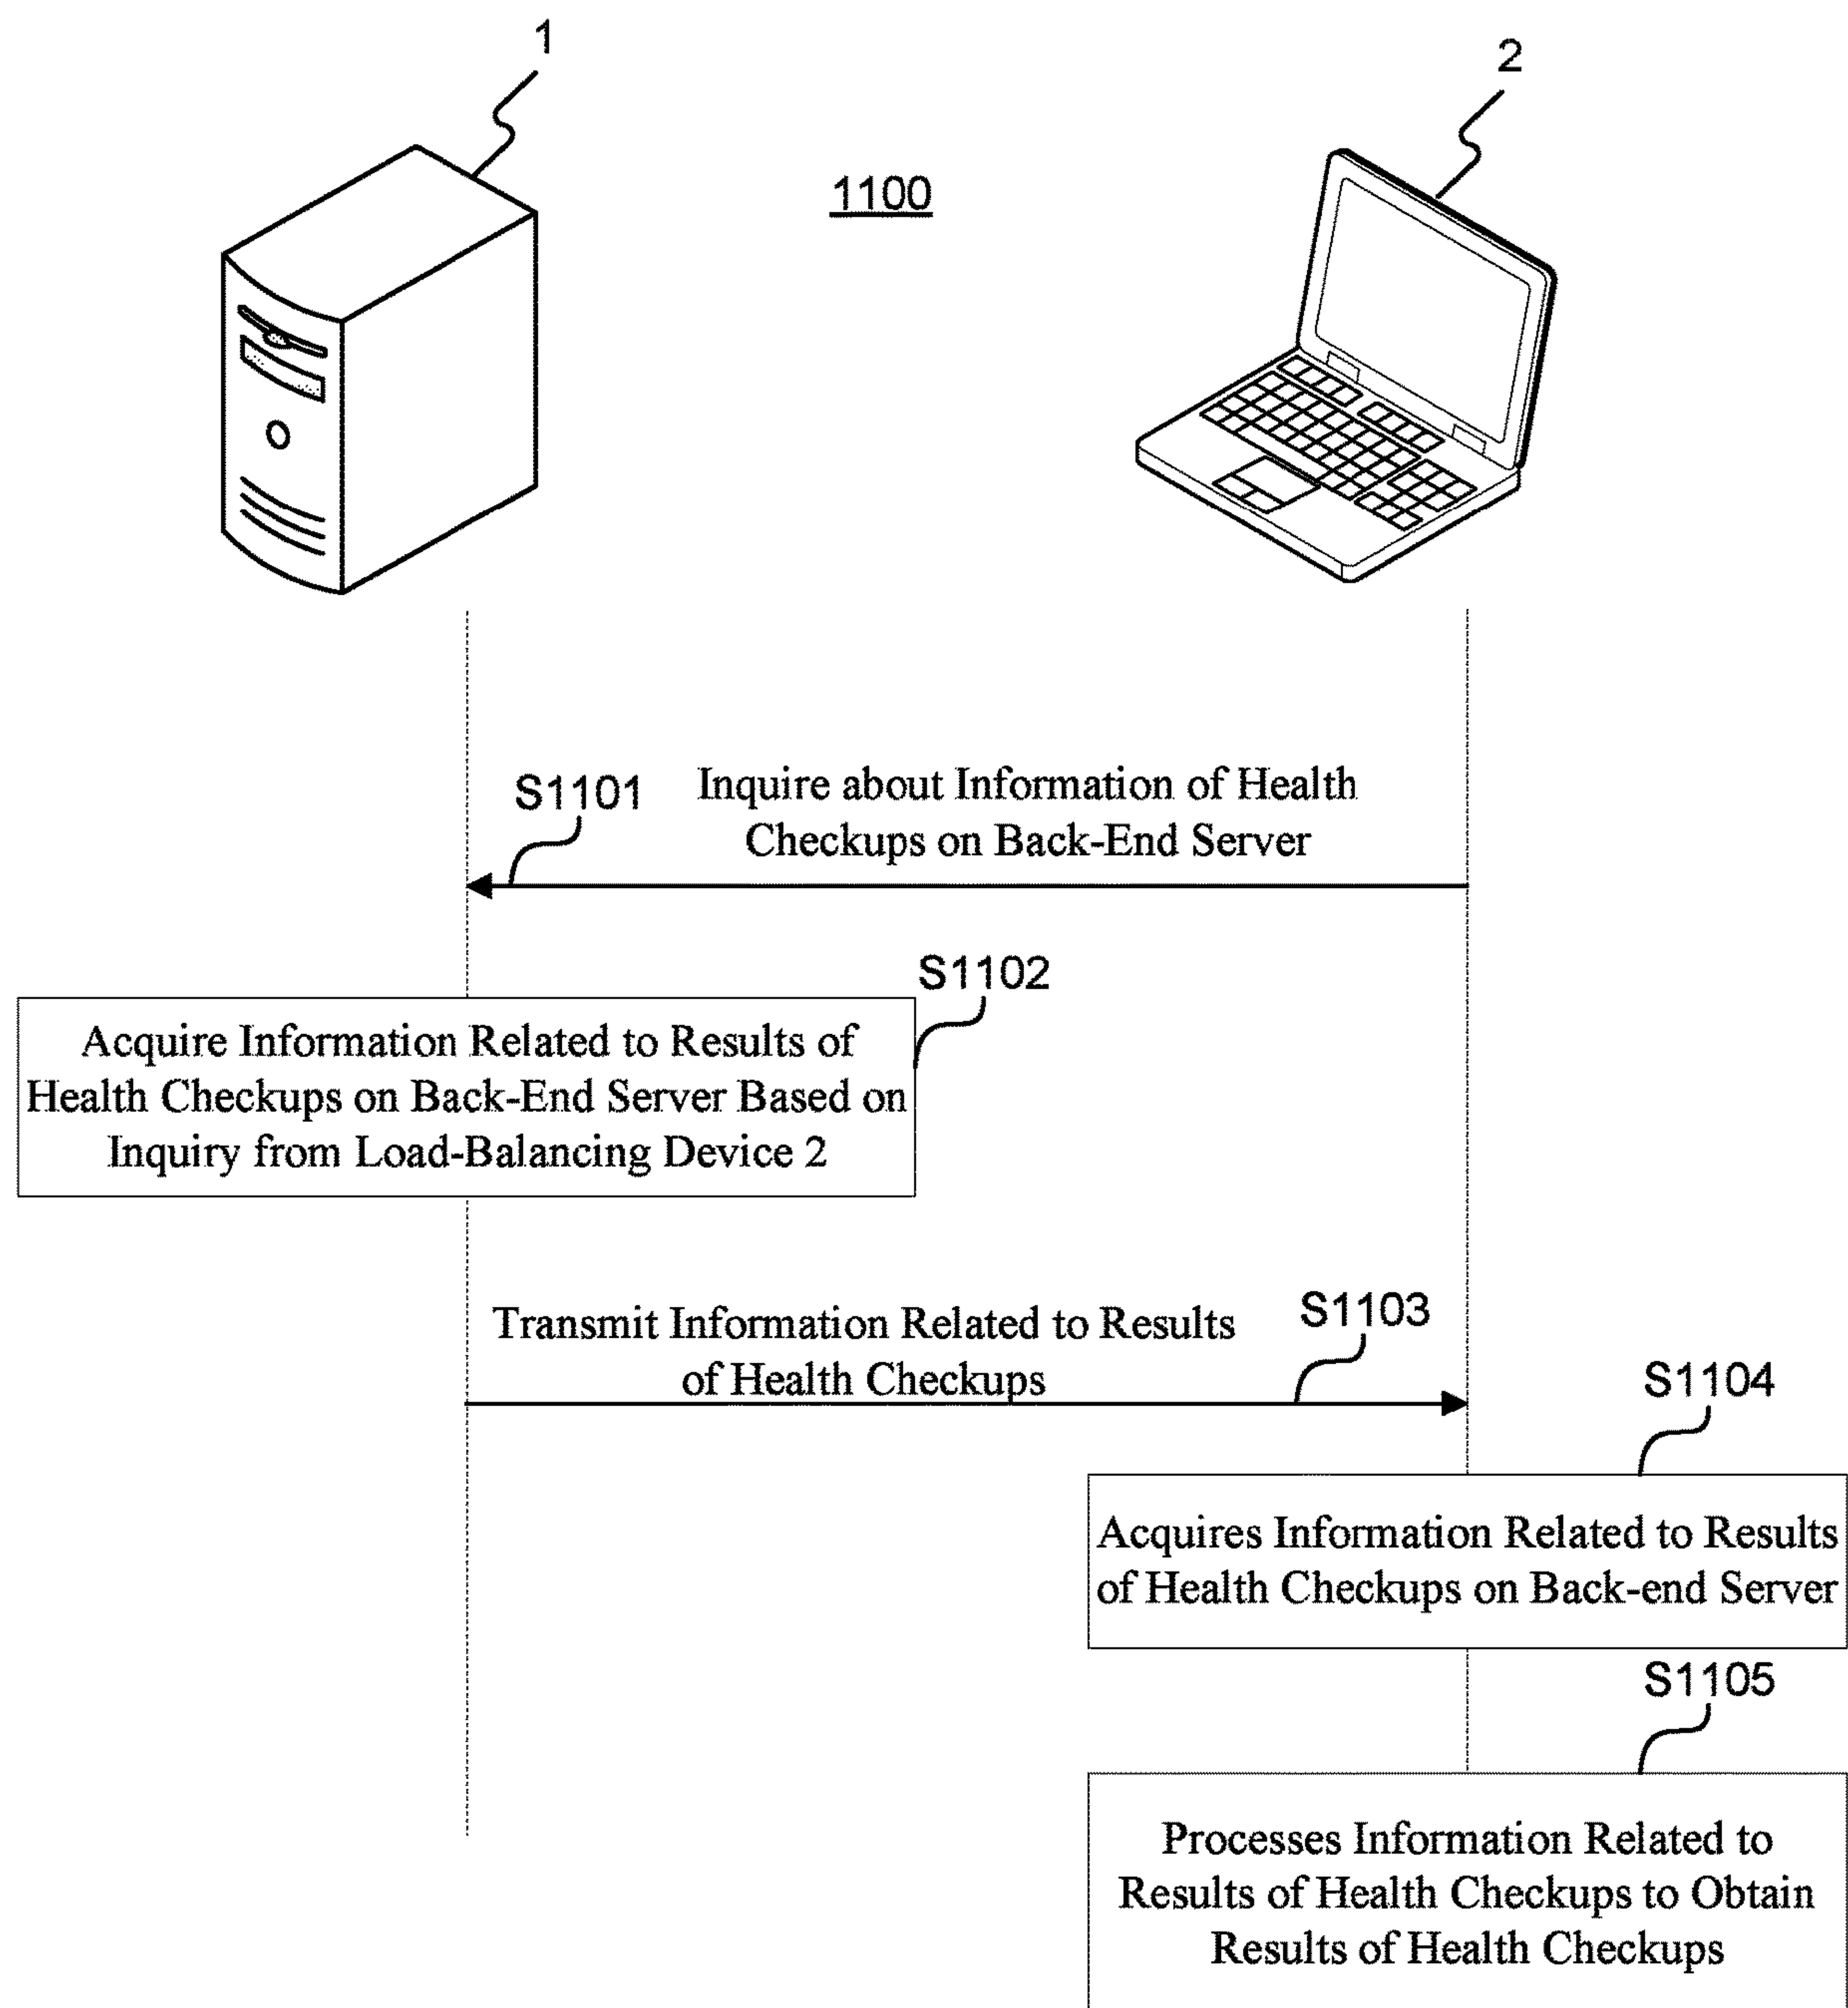 1
2
1100
S1101
Inquire about Information of Health
Checkups on Back-End Server
S1102
Acquire Information Related to Results of
Health Checkups on Back-End Server Based on
Inquiry from Load-Balancing Device 2
Transmit Information Related to Results
of Health Checkups
S1103
S1104
Acquires Information Related to Results
of Health Checkups on Back-end Server
S1105
Processes Information Related to
Results of Health Checkups to Obtain
Results of Health Checkups